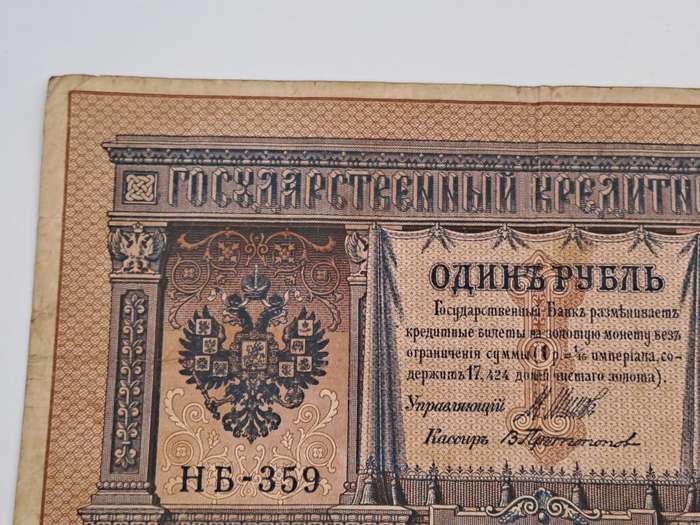 ГОСУДАРСТВЕННЫЙ КРЕДИТН
ОДИНЪ РУБЛЬ
Государственный Банкъ размѣниваетъ
кредитные билеты на золотую монету безъ
ограниченія суммы (1 р. = 1/15 имперіала, со-
держитъ 17,424 долей чистаго золота).
Управляющій
Кассиръ В. Протопопов
НБ-359